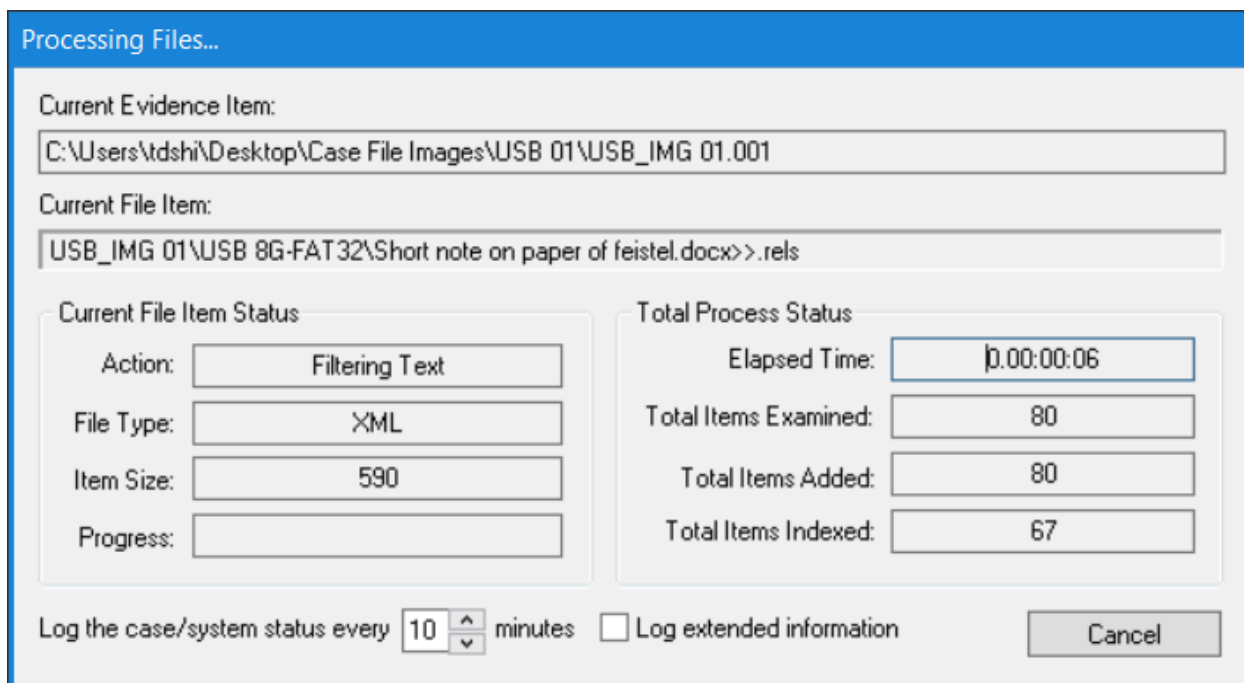 Processing Files...
Current Evidence Item:
C:\Users\tdshi\Desktop\Case File Images\USB 01\USB_IMG 01.001
Current File Item:
USB_IMG 01\USB 8G-FAT32\Short note on paper of feistel.docx>>.rels
Current File Item Status
Action: Filtering Text
File Type: XML
Item Size: 590
Progress:
Total Process Status
Elapsed Time: 0.00:00:06
Total Items Examined: 80
Total Items Added: 80
Total Items Indexed: 67
Log the case/system status every 10 minutes Log extended information Cancel